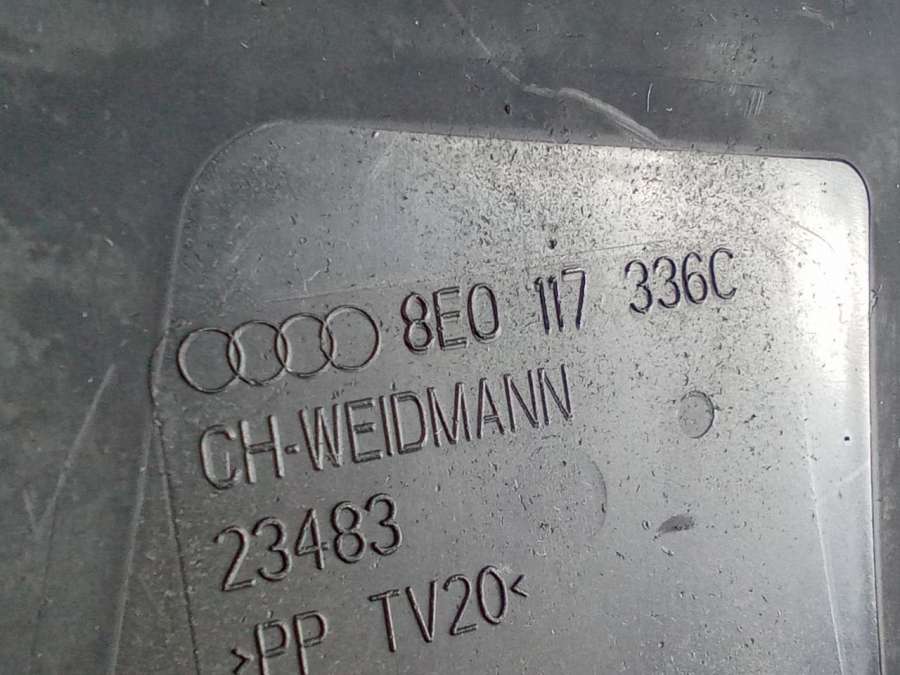 8E0 117 336C
CH-WEIDMANN
23483
>PP TV20<